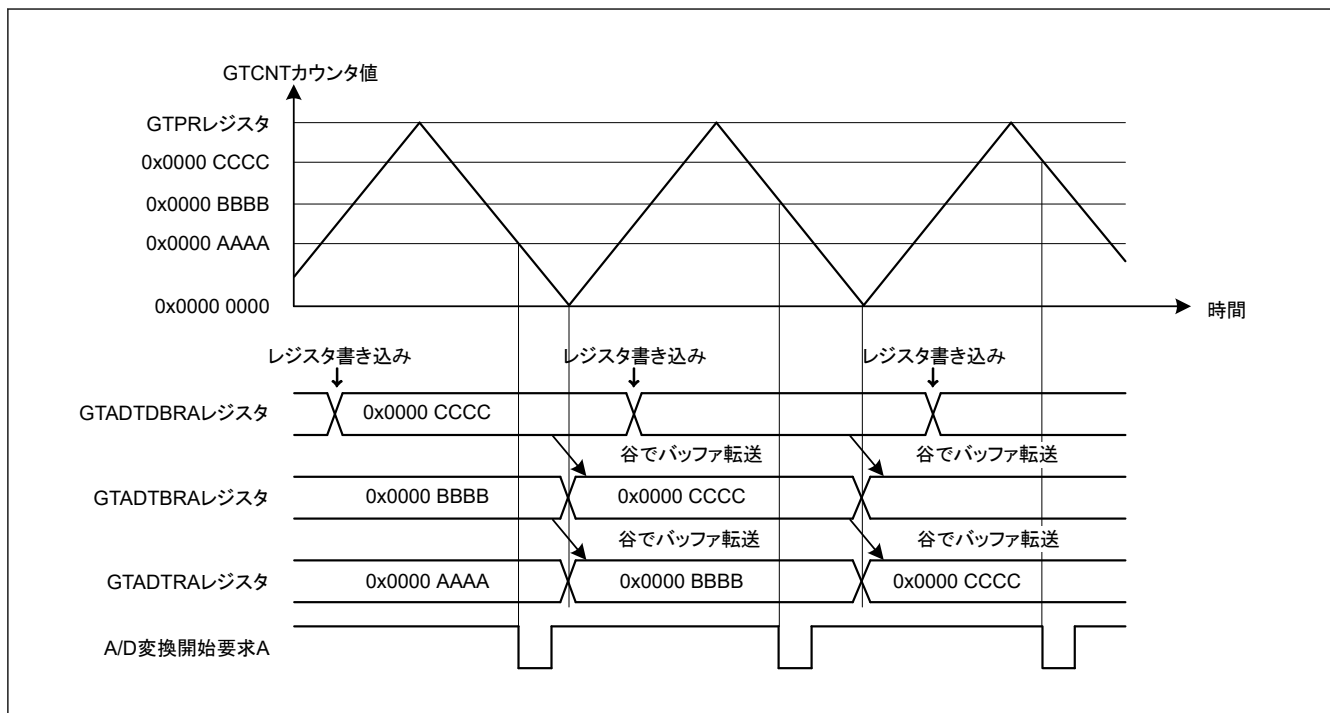 GTCNTカウンタ値
GTPRレジスタ
0x0000 CCCC
0x0000 BBBB
0x0000 AAAA
0x0000 0000
時間
レジスタ書き込み レジスタ書き込み レジスタ書き込み
GTADTDBRAレジスタ 0x0000 CCCC
谷でバッファ転送 谷でバッファ転送
GTADTBRAレジスタ 0x0000 BBBB 0x0000 CCCC
谷でバッファ転送 谷でバッファ転送
GTADTRAレジスタ 0x0000 AAAA 0x0000 BBBB 0x0000 CCCC
A/D変換開始要求A